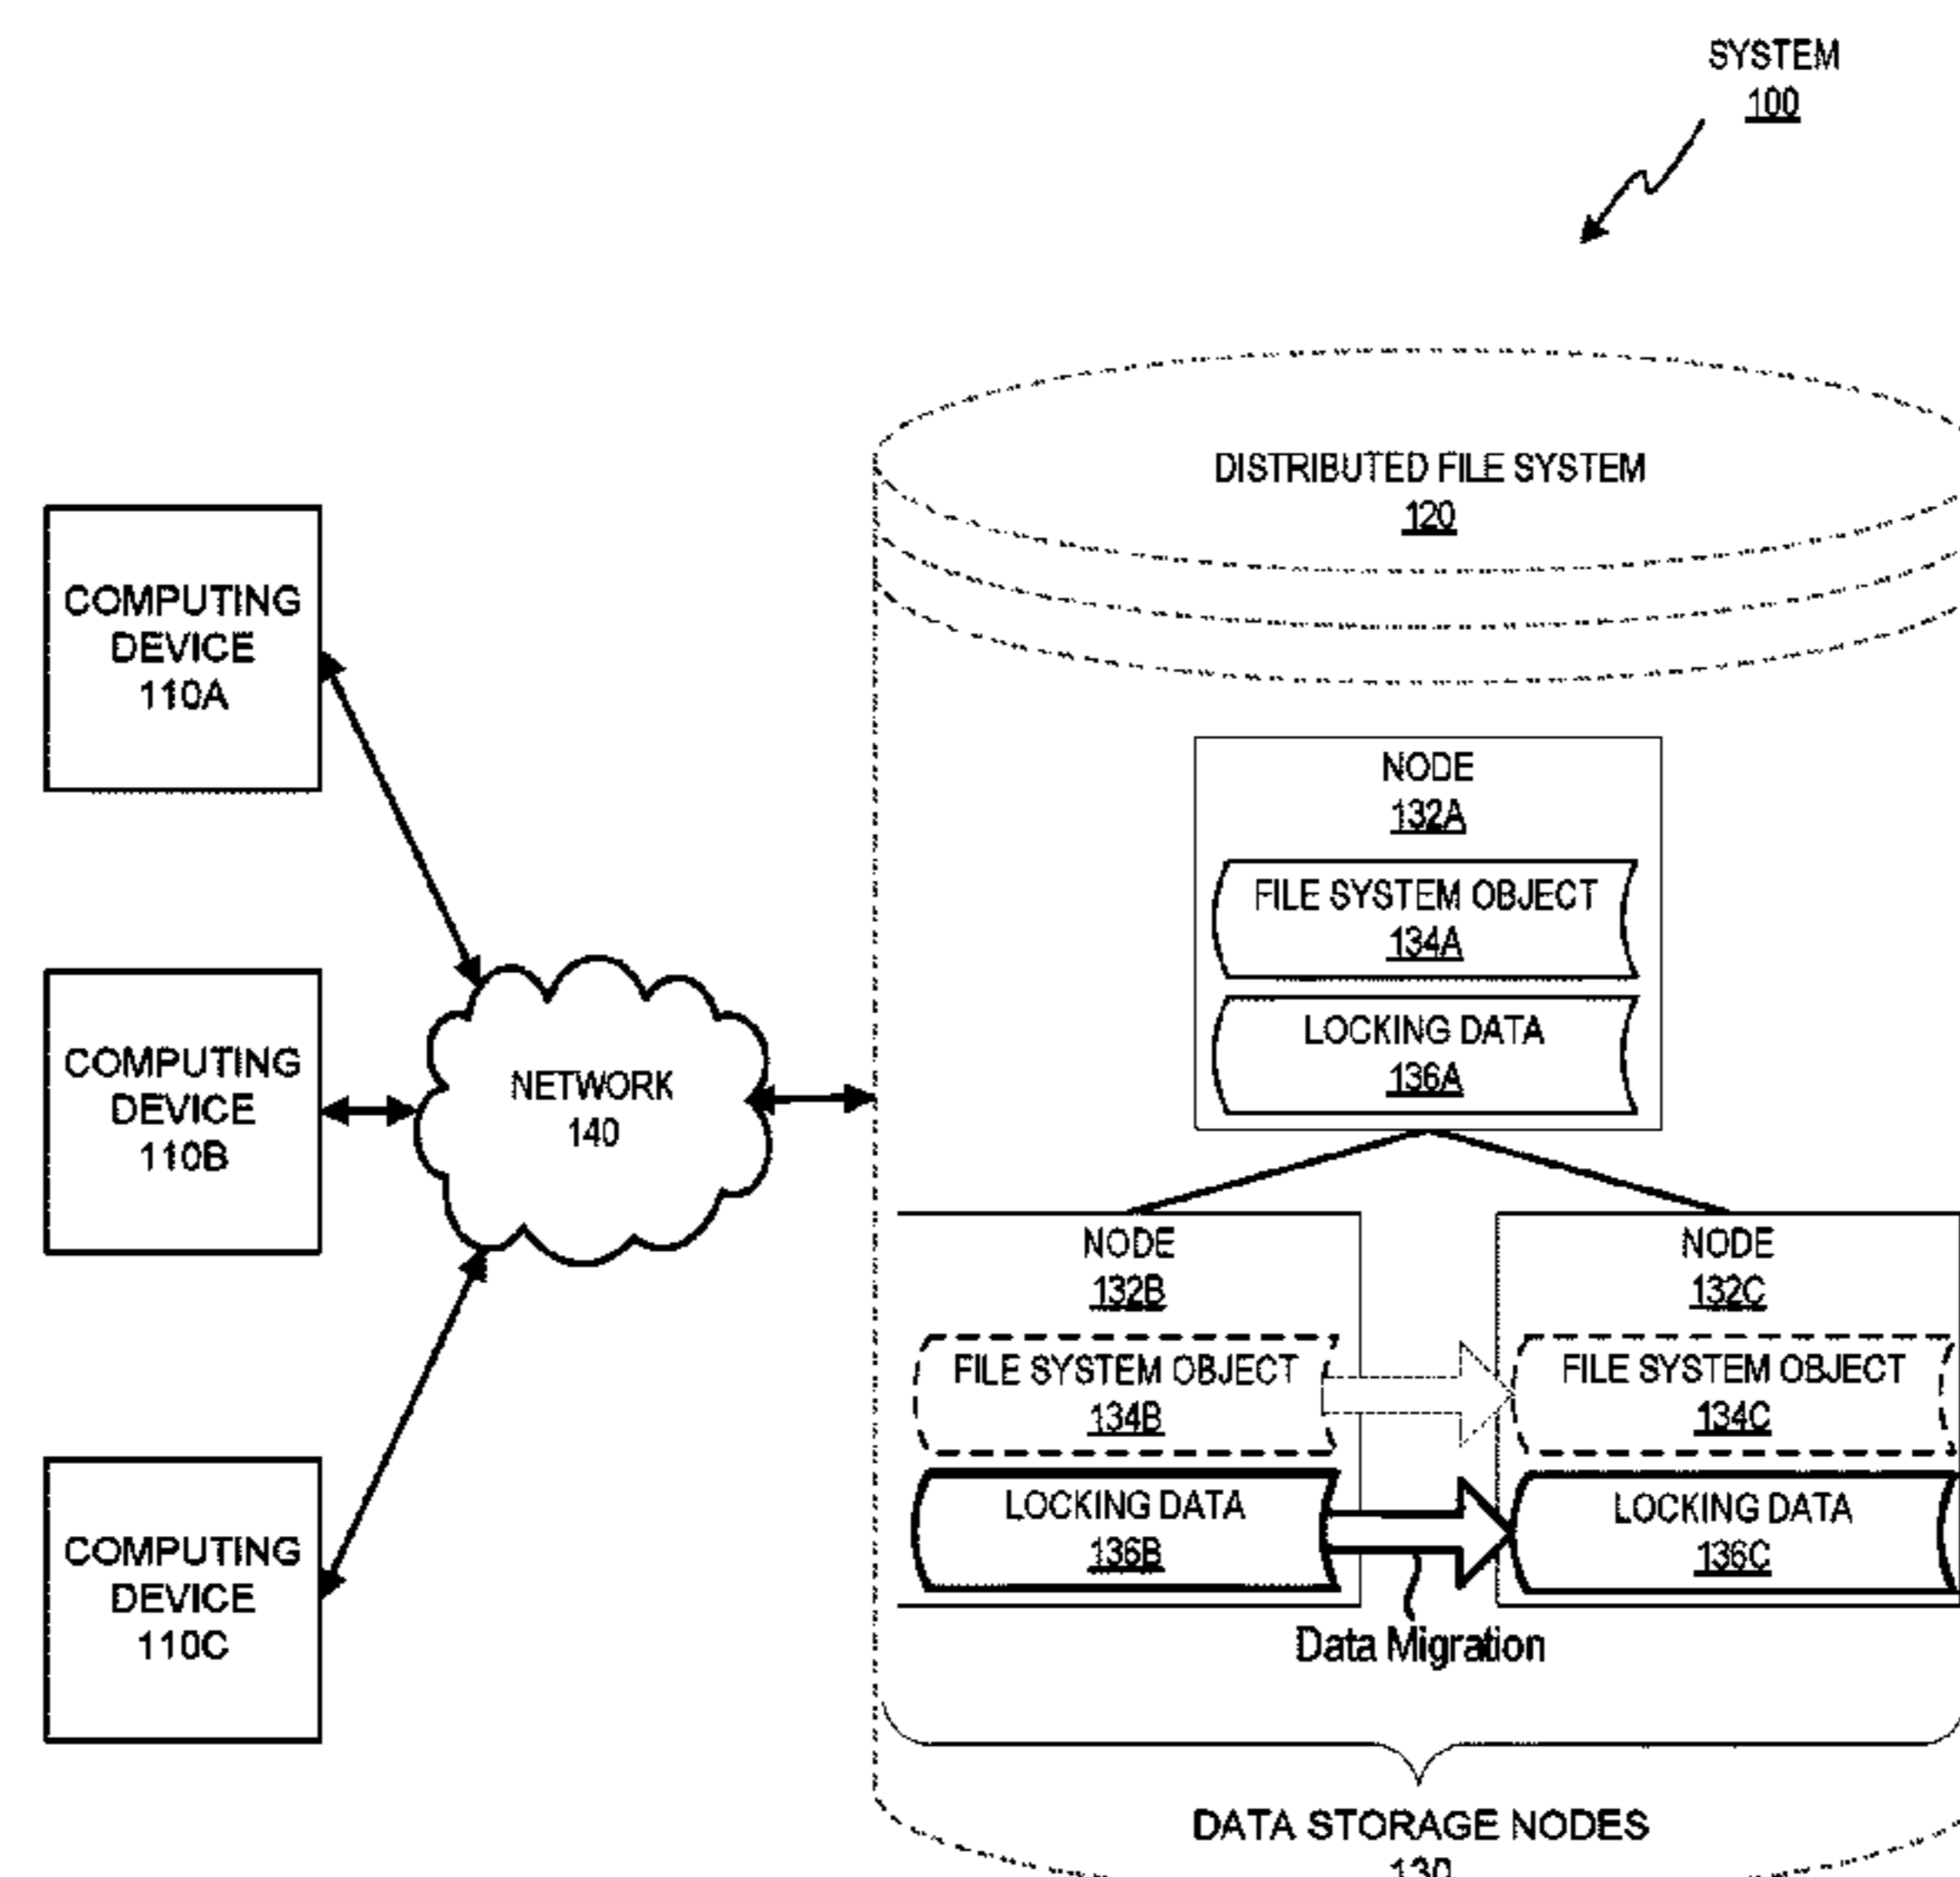 SYSTEM
100
DISTRIBUTED FILE SYSTEM
120
COMPUTING
DEVICE
110A
COMPUTING
DEVICE
110B
COMPUTING
DEVICE
110C
NETWORK
140
NODE
132A
FILE SYSTEM OBJECT
134A
LOCKING DATA
136A
NODE
132B
FILE SYSTEM OBJECT
134B
LOCKING DATA
136B
NODE
132C
FILE SYSTEM OBJECT
134C
LOCKING DATA
136C
Data Migration
DATA STORAGE NODES
130